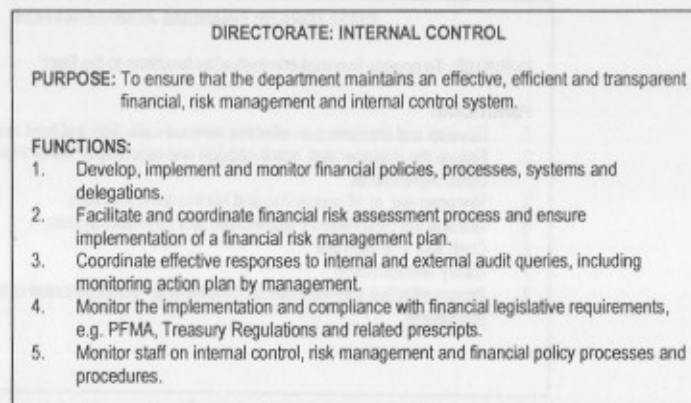 DIRECTORATE: INTERNAL CONTROL
PURPOSE: To ensure that the department maintains an effective, efficient and transparent
financial, risk management and internal control system.
FUNCTIONS:
1. Develop, implement and monitor financial policies, processes, systems and
delegations.
2. Facilitate and coordinate financial risk assessment process and ensure
implementation of a financial risk management plan.
3. Coordinate effective responses to internal and external audit queries, including
monitoring action plan by management.
4. Monitor the implementation and compliance with financial legislative requirements,
e.g. PFMA, Treasury Regulations and related prescripts.
5. Monitor staff on internal control, risk management and financial policy processes and
procedures.